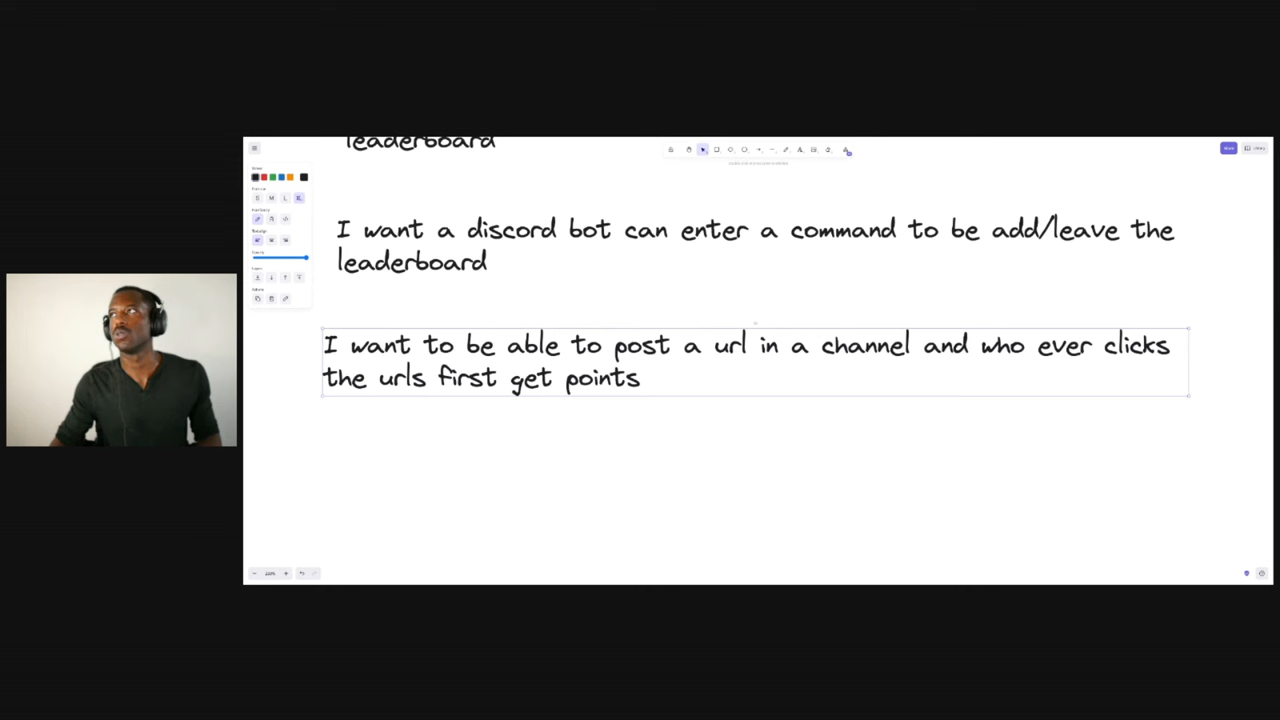 leaderboard
I want a discord bot can enter a command to be add/leave the
leaderboard
I want to be able to post a url in a channel and who ever clicks
the urls first get points